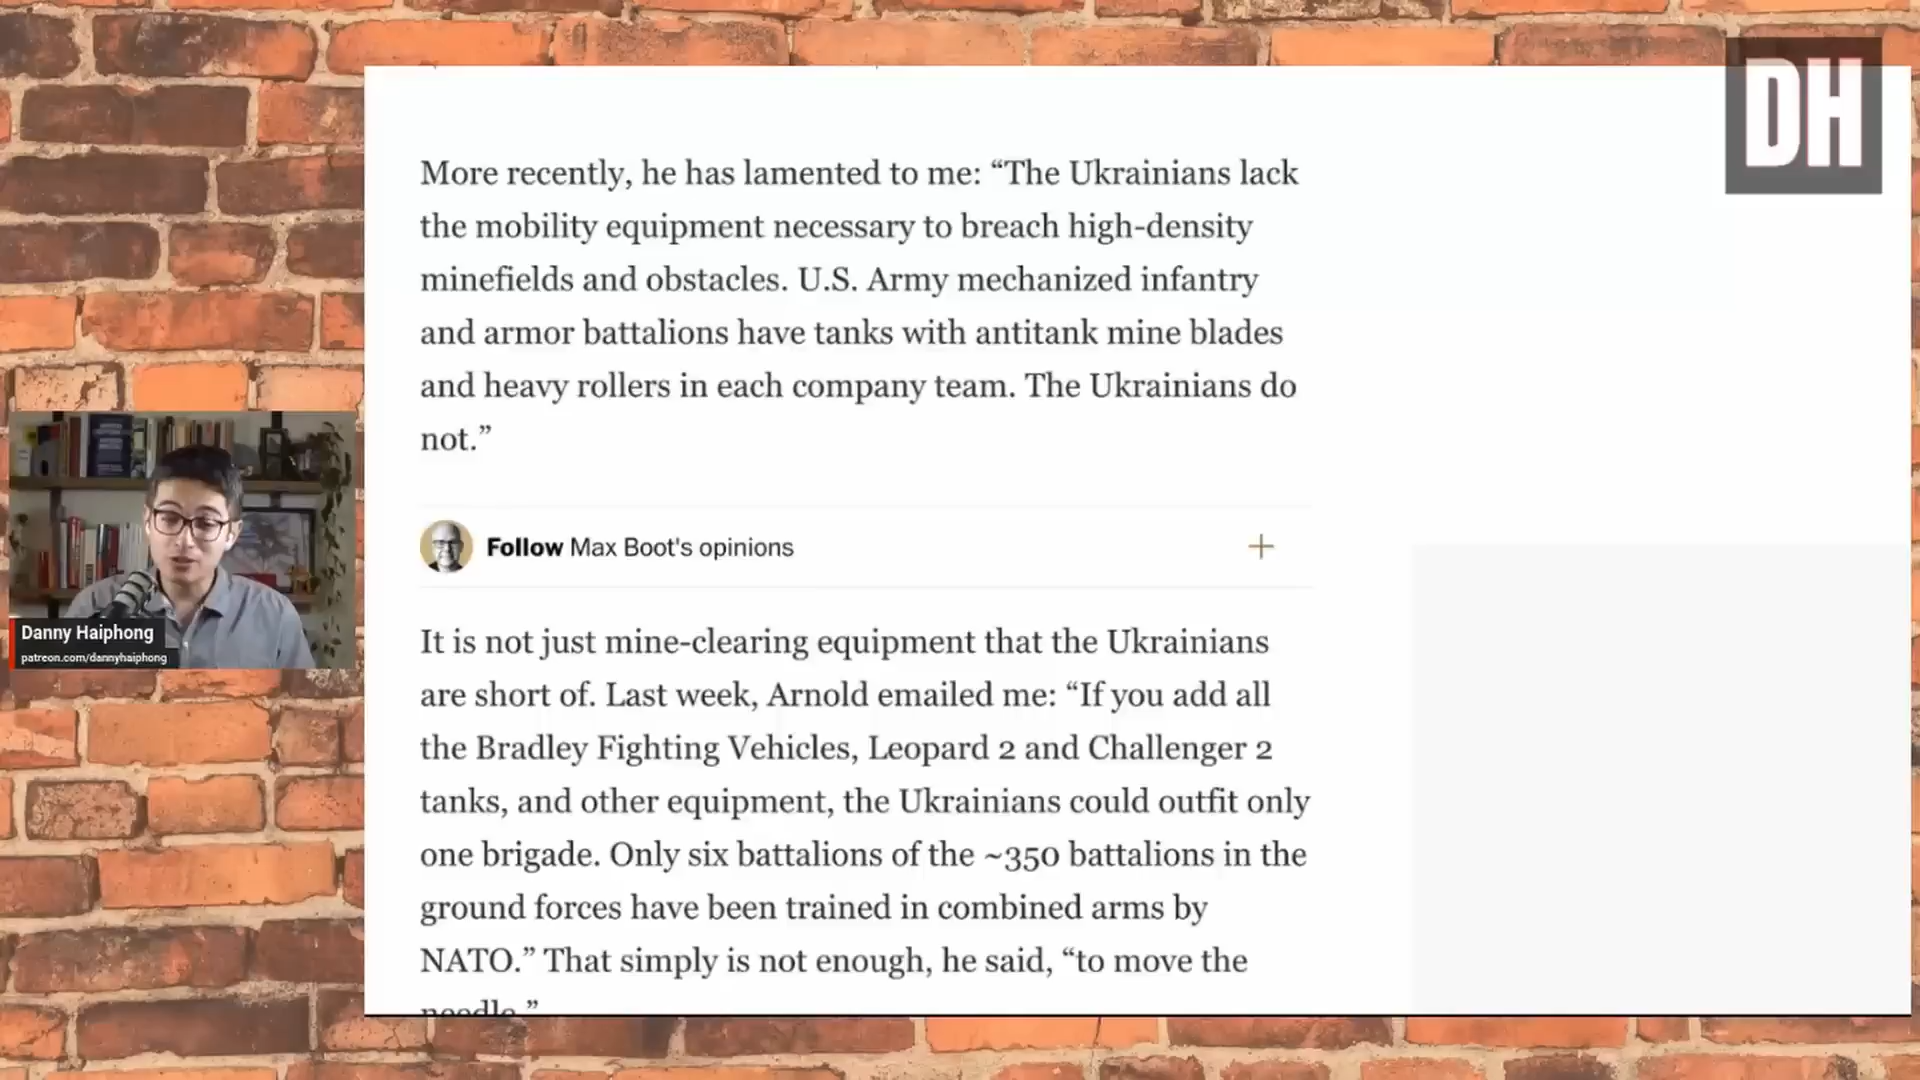 DH
More recently, he has lamented to me: “The Ukrainians lack
the mobility equipment necessary to breach high-density
minefields and obstacles. U.S. Army mechanized infantry
and armor battalions have tanks with antitank mine blades
and heavy rollers in each company team. The Ukrainians do
not.”
Follow Max Boot's opinions
It is not just mine-clearing equipment that the Ukrainians
are short of. Last week, Arnold emailed me: “If you add all
the Bradley Fighting Vehicles, Leopard 2 and Challenger 2
tanks, and other equipment, the Ukrainians could outfit only
one brigade. Only six battalions of the ~350 battalions in the
ground forces have been trained in combined arms by
NATO.” That simply is not enough, he said, “to move the
needle.”
Danny Haiphong
patreon.com/dannyhaiphong